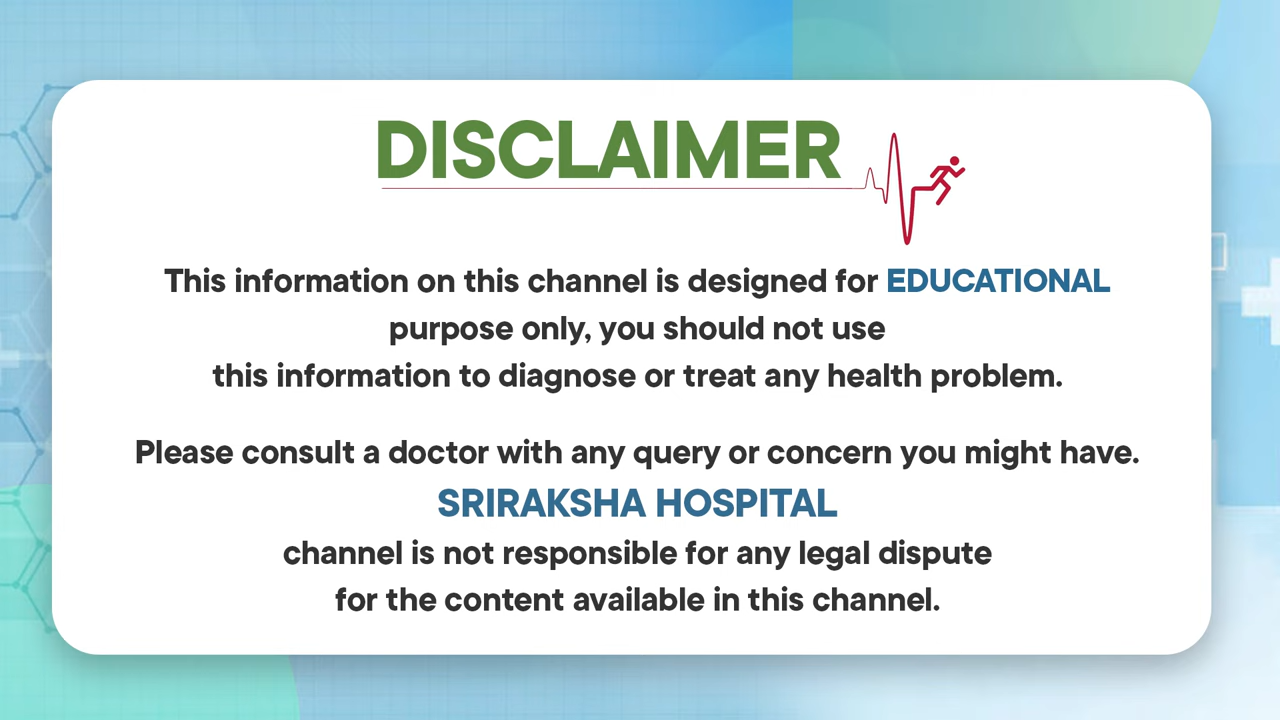 DISCLAIMER
This information on this channel is designed for EDUCATIONAL
purpose only, you should not use
this information to diagnose or treat any health problem.
Please consult a doctor with any query or concern you might have.
SRIRAKSHA HOSPITAL
channel is not responsible for any legal dispute
for the content available in this channel.